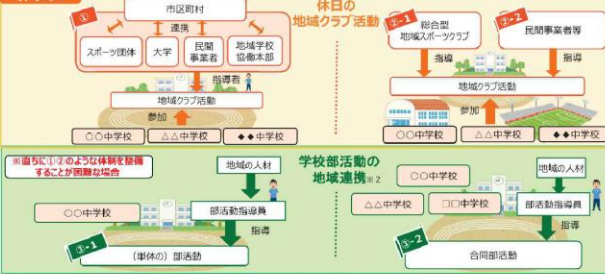 休日の
地域クラブ活動
①
市区町村
連携
スポーツ団体
大学
民間
事業者
地域学校
協働本部
指導者
地域クラブ活動
参加
○○中学校
△△中学校
◆◆中学校
②-1
総合型
地域スポーツクラブ
②-2
民間事業者等
指導
指導
地域クラブ活動
参加
○○中学校
△△中学校
◆◆中学校
※直ちに①②のような体制を整備
することが困難な場合
学校部活動の
地域連携※2
地域の人材
○○中学校
部活動指導員
指導
③-1
(単体の)部活動
○○中学校
地域の人材
△△中学校
□□中学校
部活動指導員
指導
③-2
合同部活動